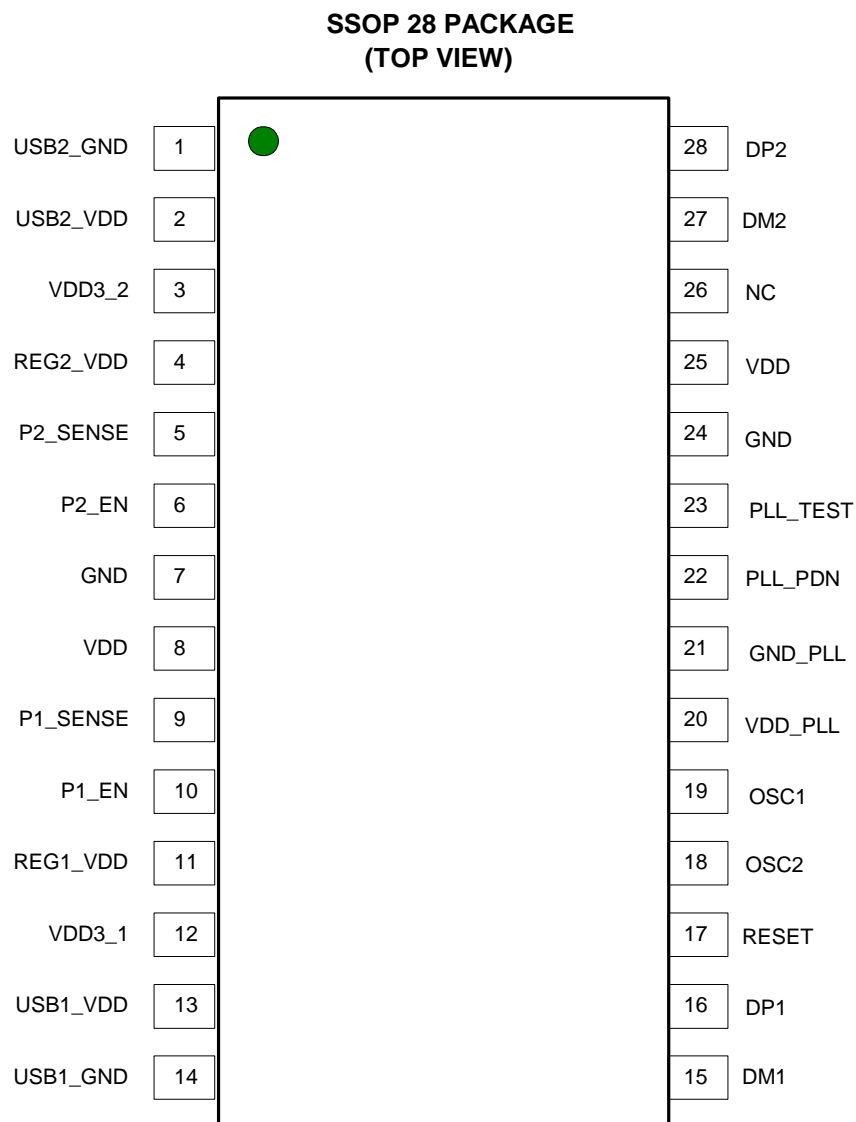 SSOP 28 PACKAGE
(TOP VIEW)
USB2_GND 1 28 DP2
USB2_VDD 2 27 DM2
VDD3_2 3 26 NC
REG2_VDD 4 25 VDD
P2_SENSE 5 24 GND
P2_EN 6 23 PLL_TEST
GND 7 22 PLL_PDN
VDD 8 21 GND_PLL
P1_SENSE 9 20 VDD_PLL
P1_EN 10 19 OSC1
REG1_VDD 11 18 OSC2
VDD3_1 12 17 RESET
USB1_VDD 13 16 DP1
USB1_GND 14 15 DM1